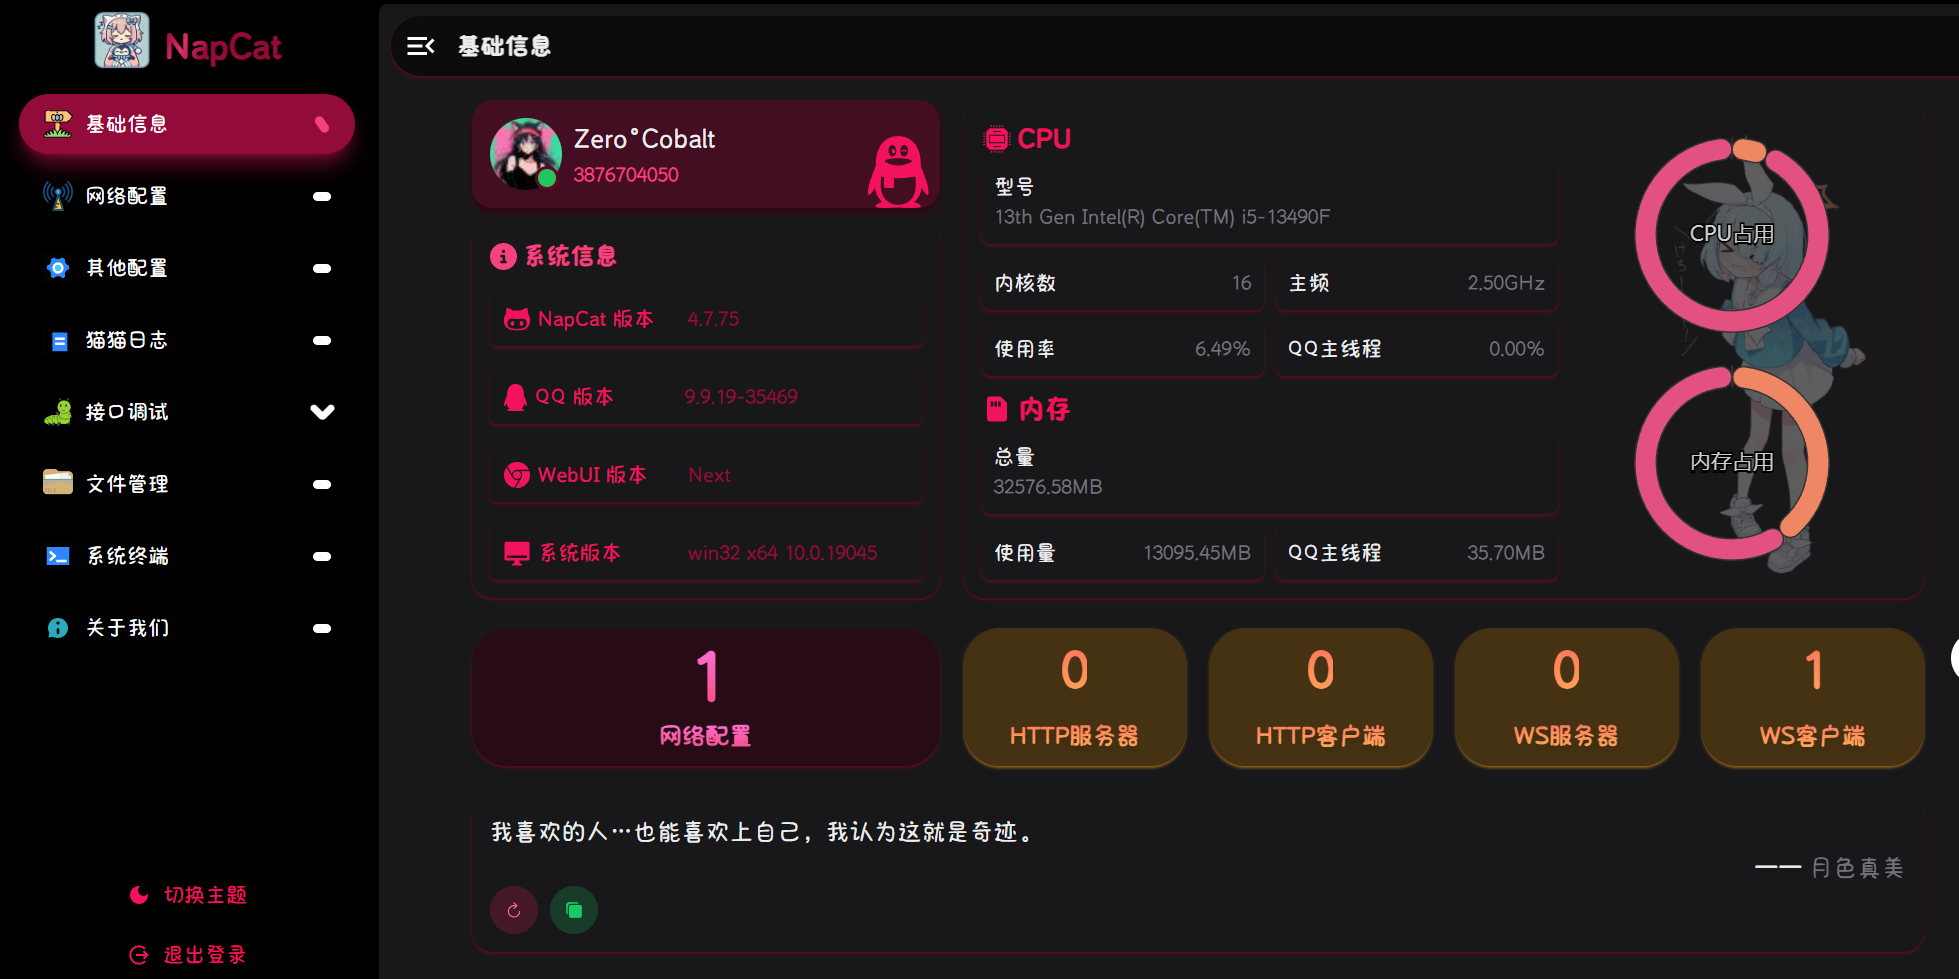 NapCat
基础信息
网络配置
其他配置
猫猫日志
接口调试
文件管理
系统终端
关于我们
切换主题
退出登录
基础信息
Zero°Cobalt
3876704050
系统信息
NapCat 版本 4.7.75
QQ 版本 9.9.19-35469
WebUI 版本 Next
系统版本 win32 x64 10.0.19045
CPU
型号
13th Gen Intel(R) Core(TM) i5-13490F
内核数 16
主频 2.50GHz
使用率 6.49%
QQ主线程 0.00%
内存
总量
32576.58MB
使用量 13095.45MB
QQ主线程 35.70MB
CPU占用
内存占用
1
网络配置
0
HTTP服务器
0
HTTP客户端
0
WS服务器
1
WS客户端
我喜欢的人…也能喜欢上自己，我认为这就是奇迹。
—— 月色真美